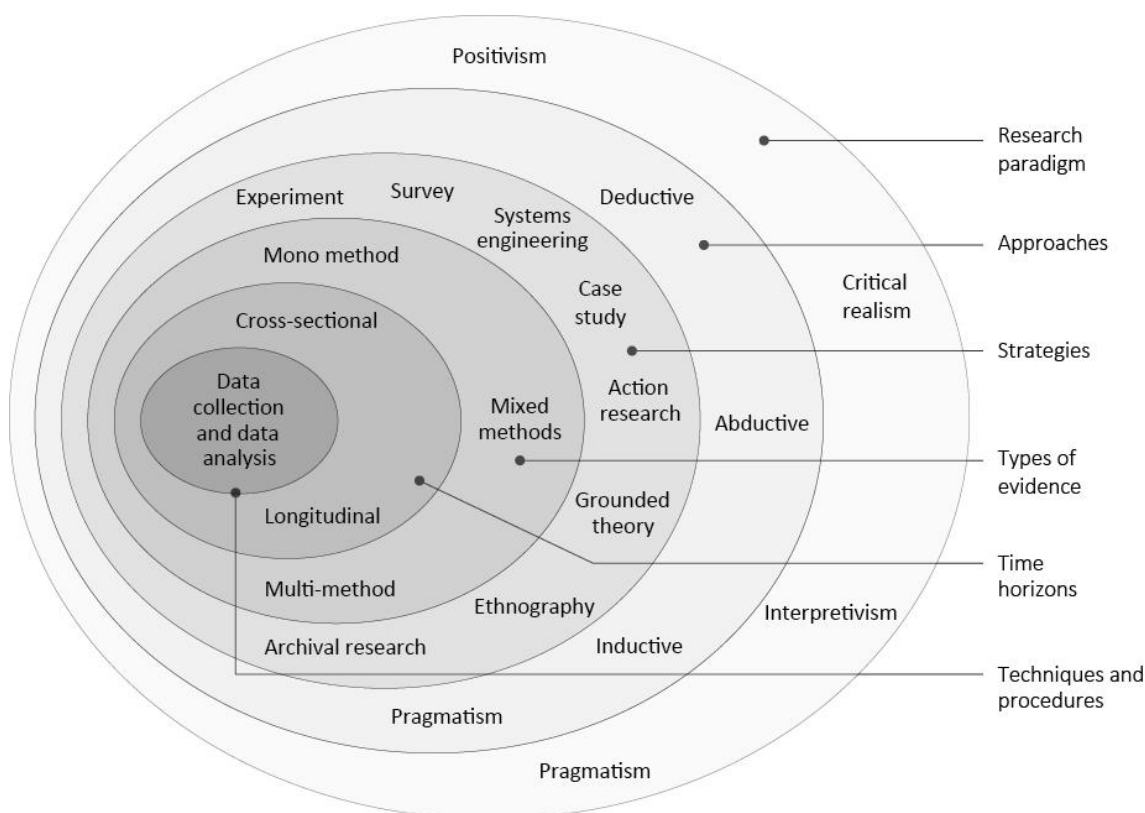 Positivism
Research
paradigm
Experiment
Survey
Deductive
Systems
engineering
Approaches
Mono method
Critical
realism
Case
study
Cross-sectional
Strategies
Data
collection
and data
analysis
Action
research
Mixed
methods
Abductive
Types of
evidence
Grounded
theory
Longitudinal
Time
horizons
Multi-method
Ethnography
Interpretivism
Archival research
Inductive
Techniques and
procedures
Pragmatism
Pragmatism